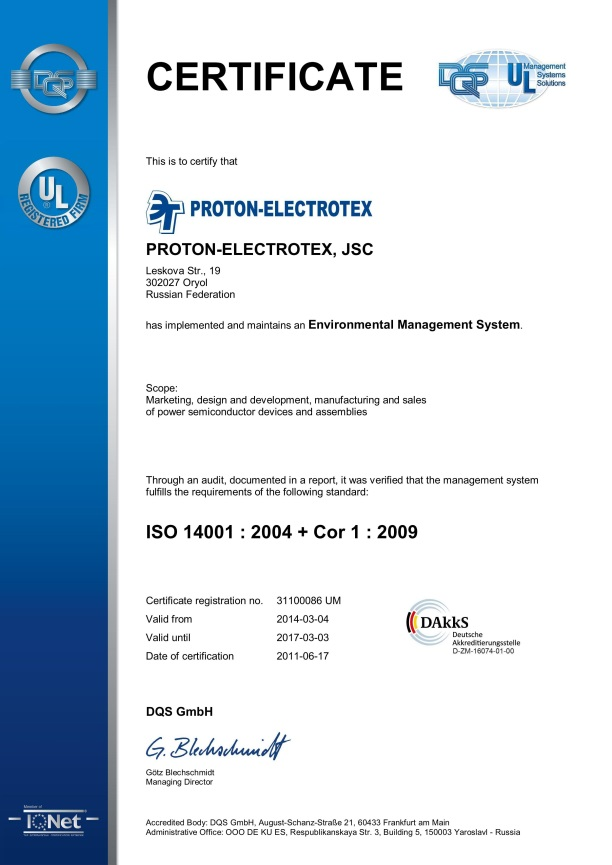 DQS
CERTIFICATE
DQS
UL
Management
Systems
Solutions
This is to certify that
UL
REGISTERED FIRM
PROTON-ELECTROTEX
PROTON-ELECTROTEX, JSC
Leskova Str., 19
302027 Oryol
Russian Federation
has implemented and maintains an Environmental Management System.
Scope:
Marketing, design and development, manufacturing and sales
of power semiconductor devices and assemblies
Through an audit, documented in a report, it was verified that the management system
fulfills the requirements of the following standard:
ISO 14001 : 2004 + Cor 1 : 2009
Certificate registration no. 31100086 UM
Valid from 2014-03-04
Valid until 2017-03-03
Date of certification 2011-06-17
DAkkS
Deutsche
Akkreditierungsstelle
D-ZM-16074-01-00
DQS GmbH
G. Blechschmidt
Götz Blechschmidt
Managing Director
Member of
IQNet
Accredited Body: DQS GmbH, August-Schanz-Straße 21, 60433 Frankfurt am Main
Administrative Office: OOO DE KU ES, Respublikanskaya Str. 3, Building 5, 150003 Yaroslavl - Russia